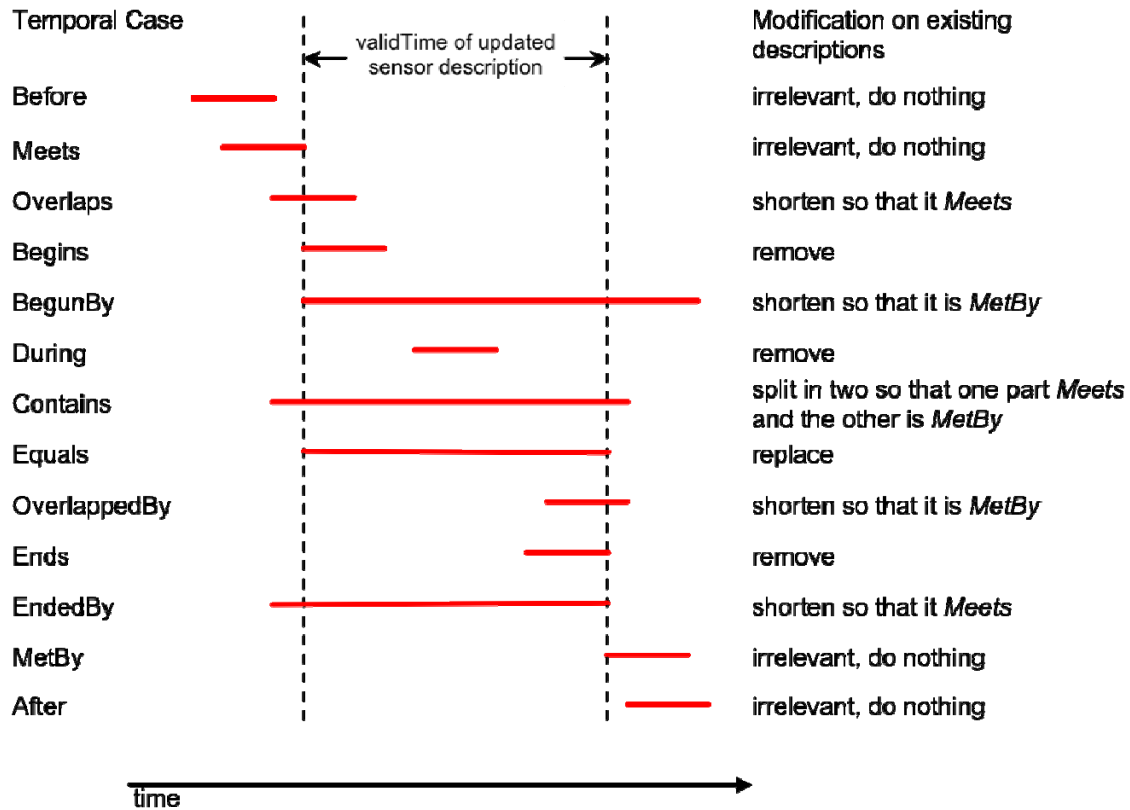 Temporal Case
validTime of updated
sensor description
Modification on existing
descriptions
Before
irrelevant, do nothing
Meets
irrelevant, do nothing
Overlaps
shorten so that it Meets
Begins
remove
BegunBy
shorten so that it is MetBy
During
remove
Contains
split in two so that one part Meets
and the other is MetBy
Equals
replace
OverlappedBy
shorten so that it is MetBy
Ends
remove
EndedBy
shorten so that it Meets
MetBy
irrelevant, do nothing
After
irrelevant, do nothing
time